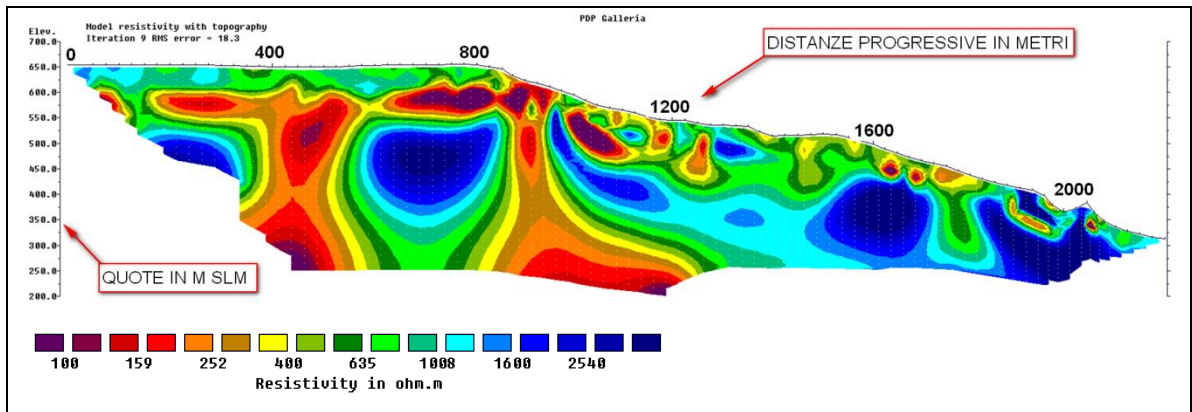 PDP Galleria
Model resistivity with topography
Iteration 9 RMS error = 18.3
Elev.
700.0
650.0
600.0
550.0
500.0
450.0
400.0
350.0
300.0
250.0
200.0
0
400
800
1200
1600
2000
DISTANZE PROGRESSIVE IN METRI
QUOTE IN M SLM
100 159 252 400 635 1008 1600 2540
Resistivity in ohm.m